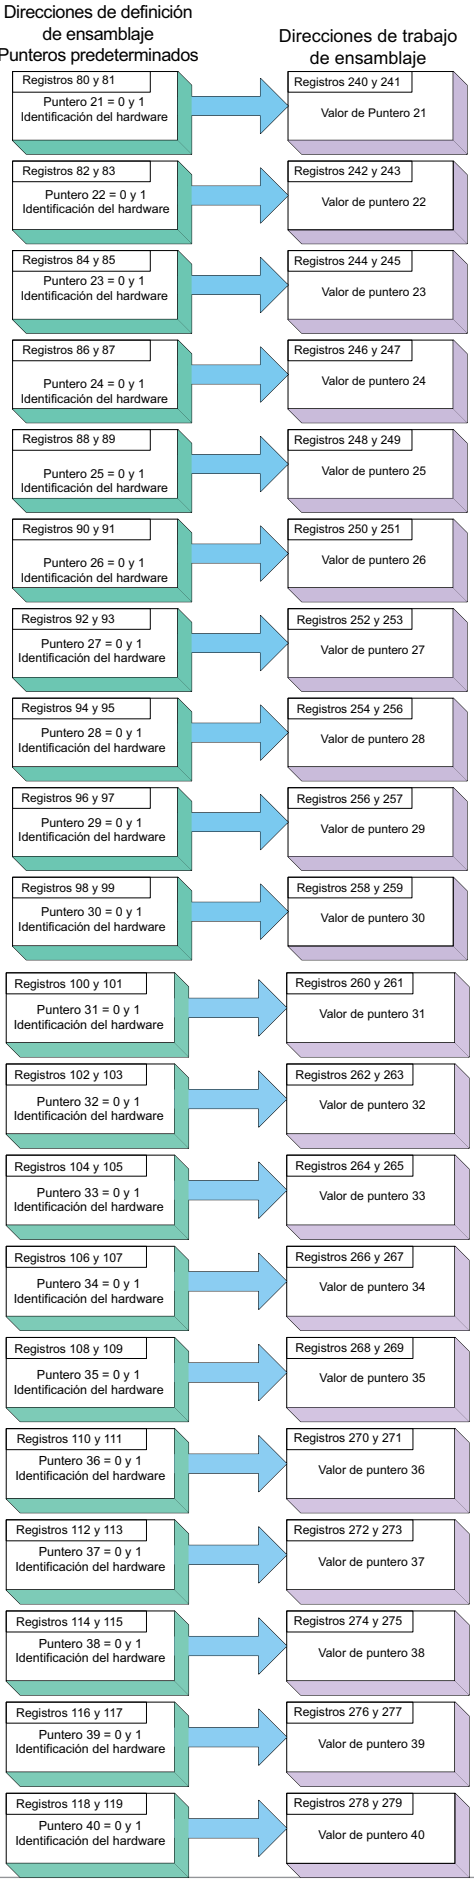 Direcciones de definición
de ensamblaje
Punteros predeterminados
Direcciones de trabajo
de ensamblaje
Registros 80 y 81
Puntero 21 = 0 y 1
Identificación del hardware
Registros 240 y 241
Valor de Puntero 21
Registros 82 y 83
Puntero 22 = 0 y 1
Identificación del hardware
Registros 242 y 243
Valor de puntero 22
Registros 84 y 85
Puntero 23 = 0 y 1
Identificación del hardware
Registros 244 y 245
Valor de puntero 23
Registros 86 y 87
Puntero 24 = 0 y 1
Identificación del hardware
Registros 246 y 247
Valor de puntero 24
Registros 88 y 89
Puntero 25 = 0 y 1
Identificación del hardware
Registros 248 y 249
Valor de puntero 25
Registros 90 y 91
Puntero 26 = 0 y 1
Identificación del hardware
Registros 250 y 251
Valor de puntero 26
Registros 92 y 93
Puntero 27 = 0 y 1
Identificación del hardware
Registros 252 y 253
Valor de puntero 27
Registros 94 y 95
Puntero 28 = 0 y 1
Identificación del hardware
Registros 254 y 256
Valor de puntero 28
Registros 96 y 97
Puntero 29 = 0 y 1
Identificación del hardware
Registros 256 y 257
Valor de puntero 29
Registros 98 y 99
Puntero 30 = 0 y 1
Identificación del hardware
Registros 258 y 259
Valor de puntero 30
Registros 100 y 101
Puntero 31 = 0 y 1
Identificación del hardware
Registros 260 y 261
Valor de puntero 31
Registros 102 y 103
Puntero 32 = 0 y 1
Identificación del hardware
Registros 262 y 263
Valor de puntero 32
Registros 104 y 105
Puntero 33 = 0 y 1
Identificación del hardware
Registros 264 y 265
Valor de puntero 33
Registros 106 y 107
Puntero 34 = 0 y 1
Identificación del hardware
Registros 266 y 267
Valor de puntero 34
Registros 108 y 109
Puntero 35 = 0 y 1
Identificación del hardware
Registros 268 y 269
Valor de puntero 35
Registros 110 y 111
Puntero 36 = 0 y 1
Identificación del hardware
Registros 270 y 271
Valor de puntero 36
Registros 112 y 113
Puntero 37 = 0 y 1
Identificación del hardware
Registros 272 y 273
Valor de puntero 37
Registros 114 y 115
Puntero 38 = 0 y 1
Identificación del hardware
Registros 274 y 275
Valor de puntero 38
Registros 116 y 117
Puntero 39 = 0 y 1
Identificación del hardware
Registros 276 y 277
Valor de puntero 39
Registros 118 y 119
Puntero 40 = 0 y 1
Identificación del hardware
Registros 278 y 279
Valor de puntero 40